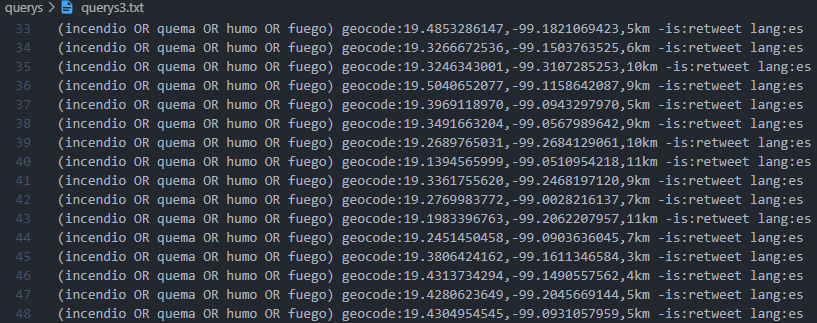 querys > querys3.txt
33 (incendio OR quema OR humo OR fuego) geocode:19.4853286147,-99.1821069423,5km -is:retweet lang:es
34 (incendio OR quema OR humo OR fuego) geocode:19.3266672536,-99.1503763525,6km -is:retweet lang:es
35 (incendio OR quema OR humo OR fuego) geocode:19.3246343001,-99.3107285253,10km -is:retweet lang:es
36 (incendio OR quema OR humo OR fuego) geocode:19.5040652077,-99.1158642087,9km -is:retweet lang:es
37 (incendio OR quema OR humo OR fuego) geocode:19.3969118970,-99.0943297970,5km -is:retweet lang:es
38 (incendio OR quema OR humo OR fuego) geocode:19.3491663204,-99.0567989642,9km -is:retweet lang:es
39 (incendio OR quema OR humo OR fuego) geocode:19.2689765031,-99.2684129061,10km -is:retweet lang:es
40 (incendio OR quema OR humo OR fuego) geocode:19.1394565999,-99.0510954218,11km -is:retweet lang:es
41 (incendio OR quema OR humo OR fuego) geocode:19.3361755620,-99.2468197120,9km -is:retweet lang:es
42 (incendio OR quema OR humo OR fuego) geocode:19.2769983772,-99.0028216137,7km -is:retweet lang:es
43 (incendio OR quema OR humo OR fuego) geocode:19.1983396763,-99.2062207957,11km -is:retweet lang:es
44 (incendio OR quema OR humo OR fuego) geocode:19.2451450458,-99.0903636045,7km -is:retweet lang:es
45 (incendio OR quema OR humo OR fuego) geocode:19.3806424162,-99.1611346584,3km -is:retweet lang:es
46 (incendio OR quema OR humo OR fuego) geocode:19.4313734294,-99.1490557562,4km -is:retweet lang:es
47 (incendio OR quema OR humo OR fuego) geocode:19.4280623649,-99.2045669144,5km -is:retweet lang:es
48 (incendio OR quema OR humo OR fuego) geocode:19.4304954545,-99.0931057959,5km -is:retweet lang:es